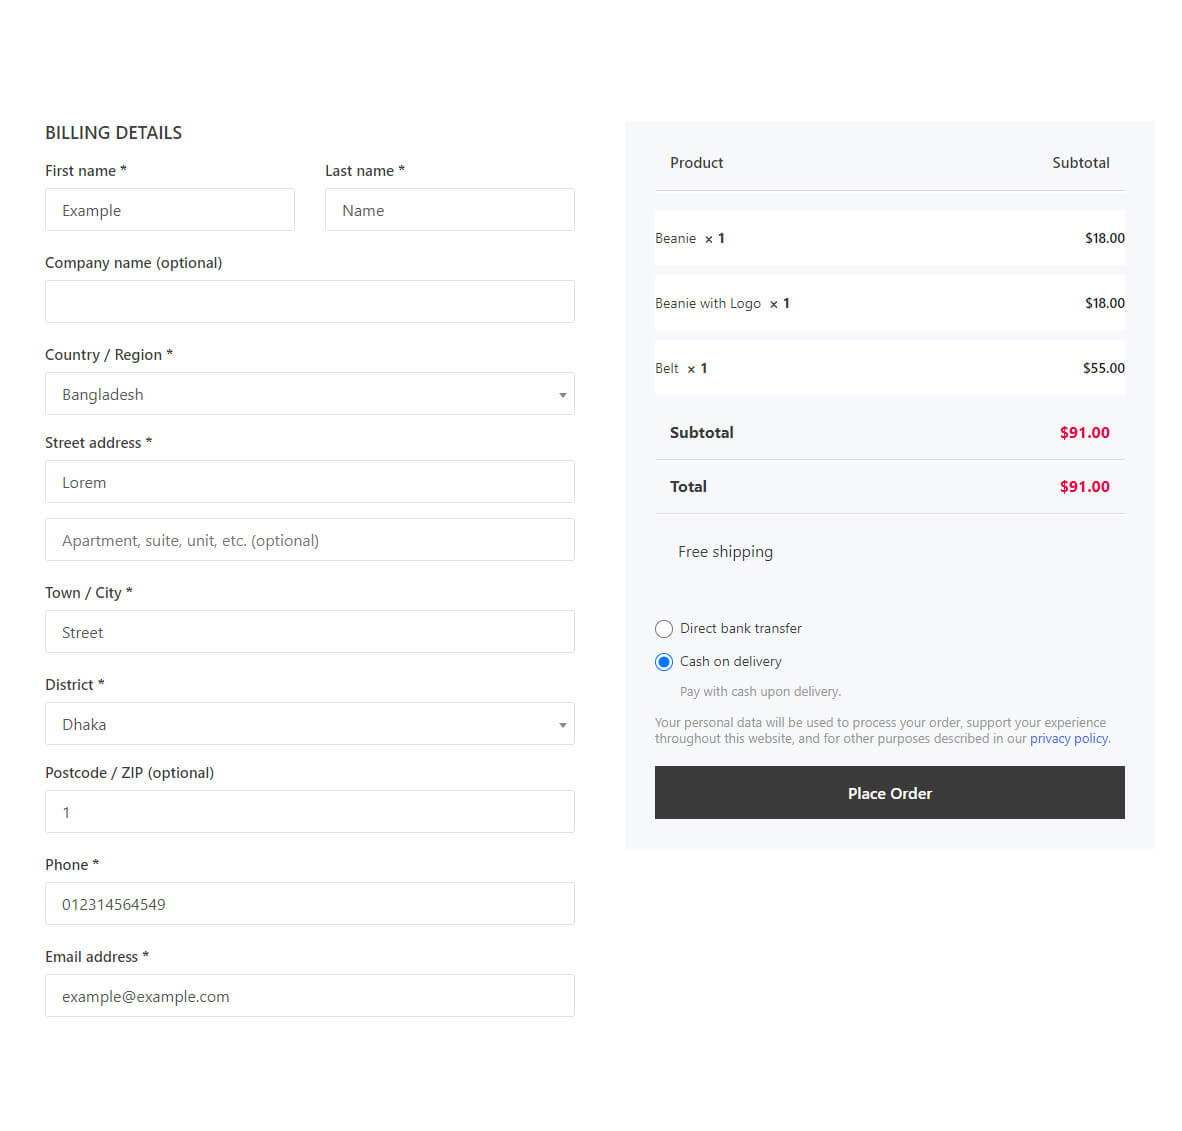 BILLING DETAILS
First name *
Last name *
Example
Name
Company name (optional)
Country / Region *
Bangladesh
Street address *
Lorem
Apartment, suite, unit, etc. (optional)
Town / City *
Street
District *
Dhaka
Postcode / ZIP (optional)
1
Phone *
012314564549
Email address *
example@example.com
Product Subtotal
Beanie × 1 $18.00
Beanie with Logo × 1 $18.00
Belt × 1 $55.00
Subtotal $91.00
Total $91.00
Free shipping
Direct bank transfer
Cash on delivery
Pay with cash upon delivery.
Your personal data will be used to process your order, support your experience
throughout this website, and for other purposes described in our privacy policy.
Place Order